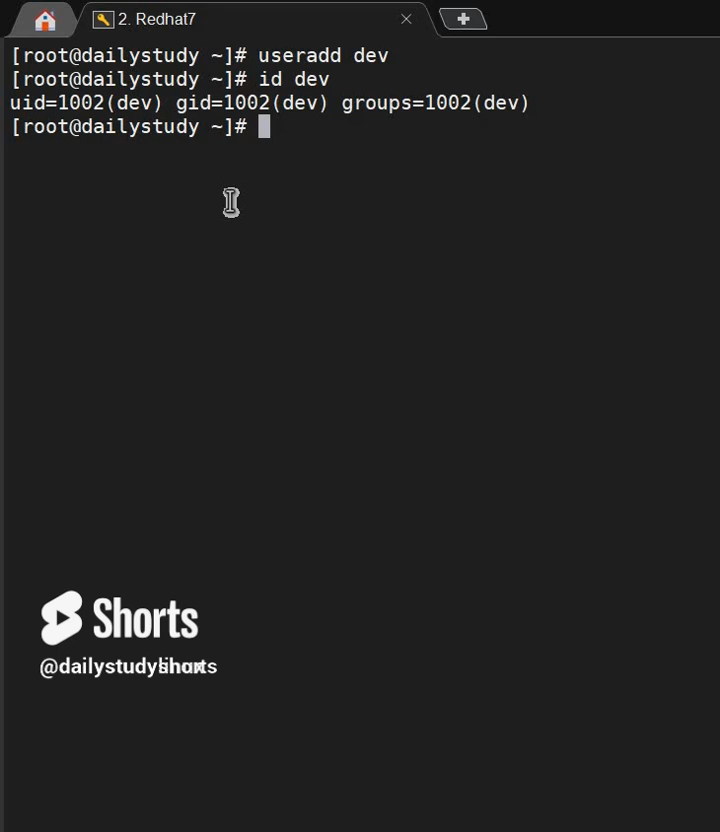 2. Redhat7
[root@dailystudy ~]# useradd dev
[root@dailystudy ~]# id dev
uid=1002(dev) gid=1002(dev) groups=1002(dev)
[root@dailystudy ~]#
Shorts